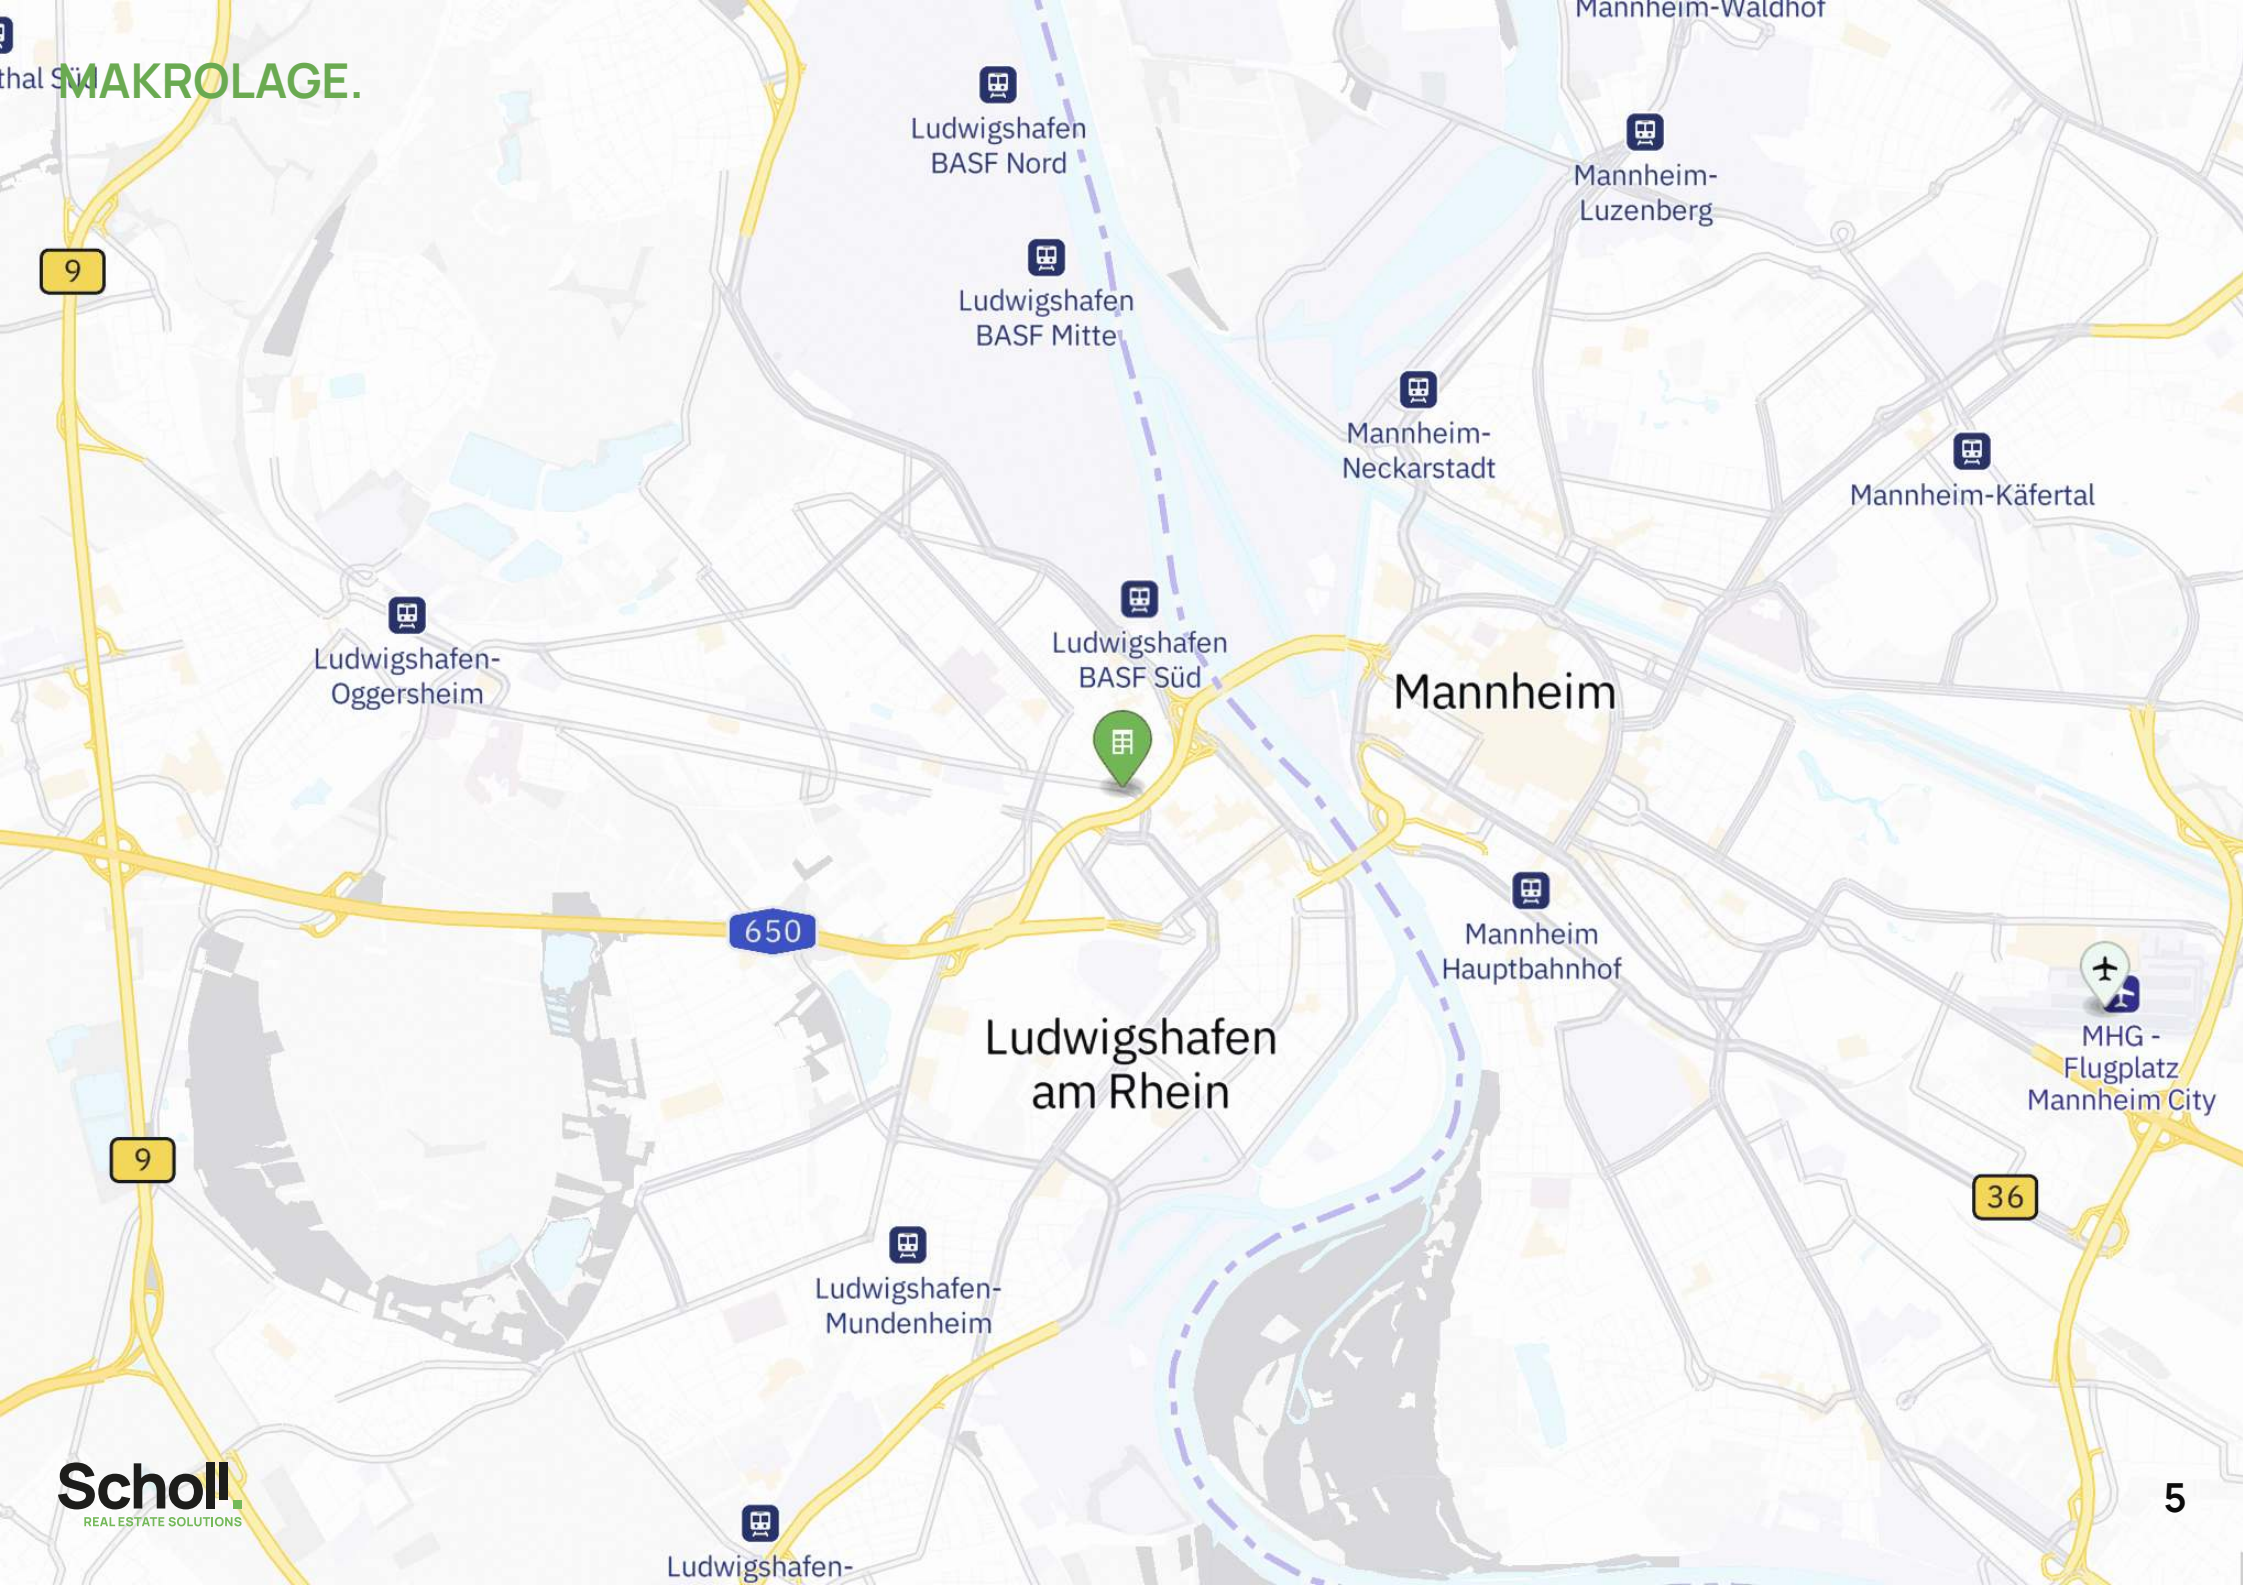 Mannheim-Waldhof
thal Süd
MAKROLAGE.
Ludwigshafen
BASF Nord
Mannheim-
Luzenberg
9
Ludwigshafen
BASF Mitte
Mannheim-
Neckarstadt
Mannheim-Käfertal
Ludwigshafen-
Oggersheim
Ludwigshafen
BASF Süd
Mannheim
650
Mannheim
Hauptbahnhof
Ludwigshafen
am Rhein
MHG -
Flugplatz
Mannheim City
9
36
Ludwigshafen-
Mundenheim
Scholl.
REAL ESTATE SOLUTIONS
5
Ludwigshafen-